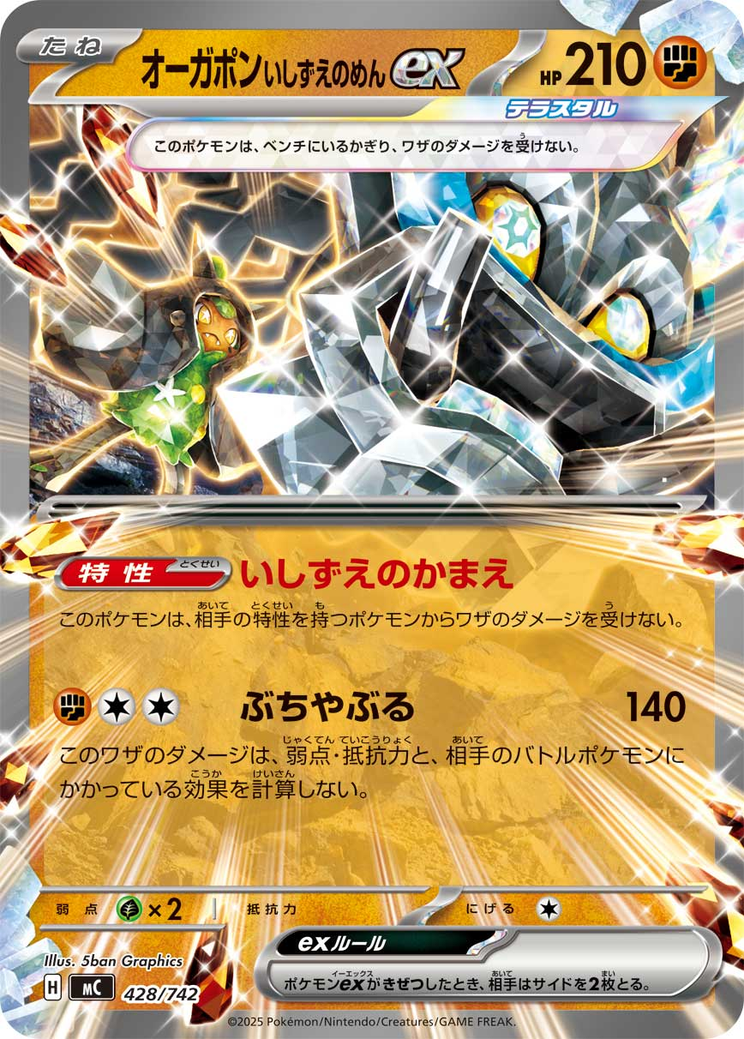 たね
オーガポン いしずえのめん ex
HP 210
テラスタル
このポケモンは、ベンチにいるかぎり、ワザのダメージを受けない。
特性 いしずえのかまえ
このポケモンは、相手の特性を持つポケモンからワザのダメージを受けない。
ぶちやぶる 140
このワザのダメージは、弱点・抵抗力と、相手のバトルポケモンに
かかっている効果を計算しない。
弱点 ×2 抵抗力 にげる
Illus. 5ban Graphics
exルール
H MC 428/742
ポケモンexがきぜつしたとき、相手はサイドを2枚とる。
©2025 Pokémon/Nintendo/Creatures/GAME FREAK.